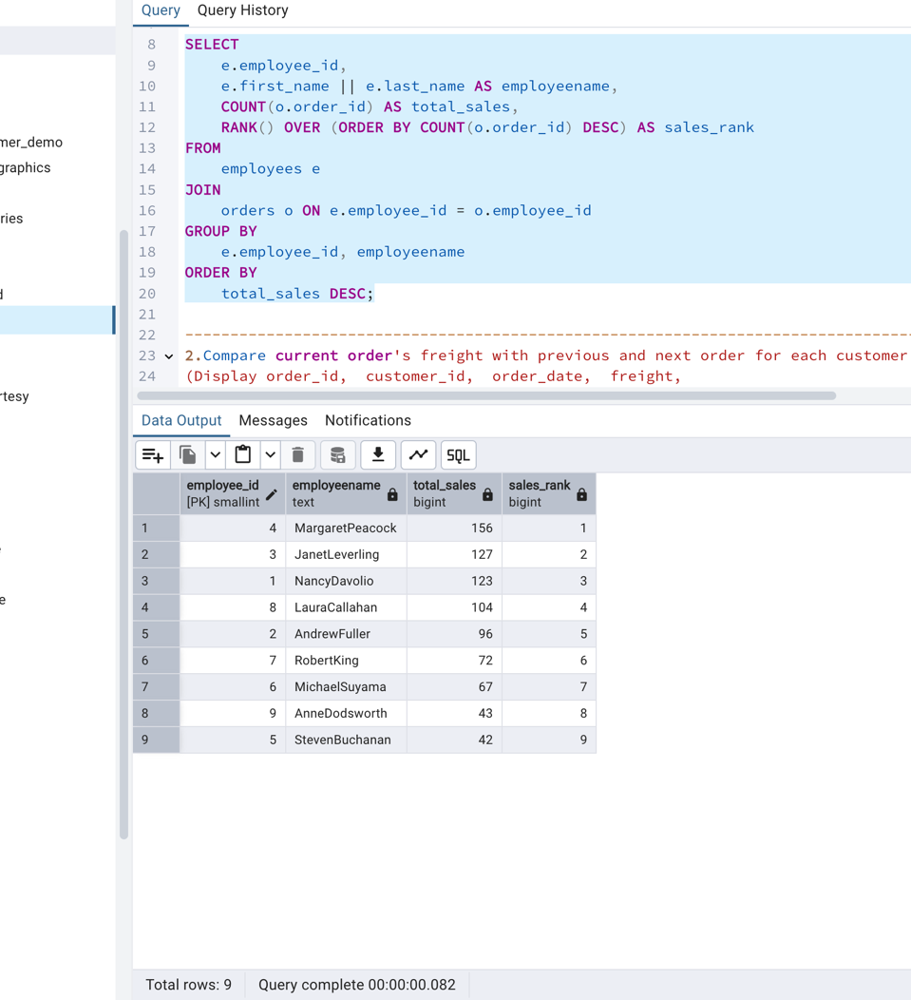 Query Query History
8 SELECT
9 e.employee_id,
10 e.first_name || e.last_name AS employeename,
11 COUNT(o.order_id) AS total_sales,
12 RANK() OVER (ORDER BY COUNT(o.order_id) DESC) AS sales_rank
13 FROM
14 employees e
15 JOIN
16 orders o ON e.employee_id = o.employee_id
17 GROUP BY
18 e.employee_id, employeename
19 ORDER BY
20 total_sales DESC;
21
22 --------------------------------------------------------------------------------
23 2.Compare current order's freight with previous and next order for each customer
24 (Display order_id, customer_id, order_date, freight,
mer_demo
graphics
ries
d
rtesy
e
Data Output Messages Notifications
SQL
employee_id employeename total_sales sales_rank
[PK] smallint text bigint bigint
1 4 MargaretPeacock 156 1
2 3 JanetLeverling 127 2
3 1 NancyDavolio 123 3
4 8 LauraCallahan 104 4
5 2 AndrewFuller 96 5
6 7 RobertKing 72 6
7 6 MichaelSuyama 67 7
8 9 AnneDodsworth 43 8
9 5 StevenBuchanan 42 9
Total rows: 9 Query complete 00:00:00.082